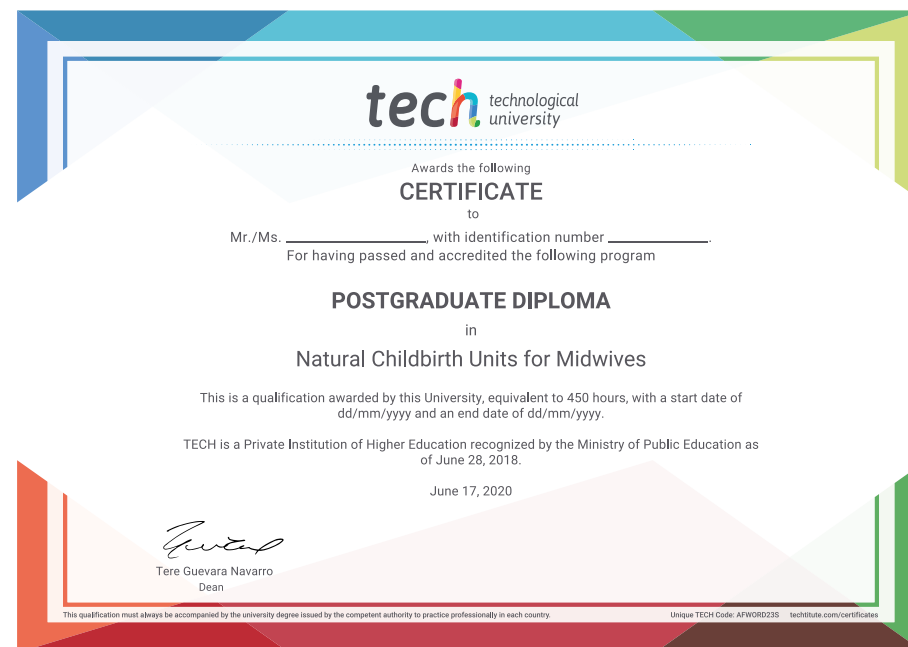 tech technological
university
Awards the following
CERTIFICATE
to
Mr./Ms. ____________, with identification number ____________.
For having passed and accredited the following program
POSTGRADUATE DIPLOMA
in
Natural Childbirth Units for Midwives
This is a qualification awarded by this University, equivalent to 450 hours, with a start date of
dd/mm/yyyy and an end date of dd/mm/yyyy.
TECH is a Private Institution of Higher Education recognized by the Ministry of Public Education as
of June 28, 2018.
June 17, 2020
Tere Guevara Navarro
Dean
This qualification must always be accompanied by the university degree issued by the competent authority to practice professionally in each country.
Unique TECH Code: AFWORD23S techtitute.com/certificates